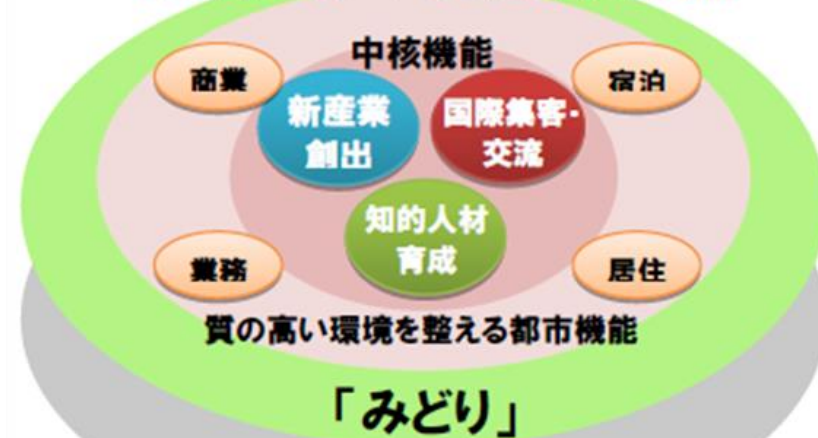 中核機能
商業
宿泊
新産業
創出
国際集客・
交流
知的人材
育成
業務
居住
質の高い環境を整える都市機能
「みどり」